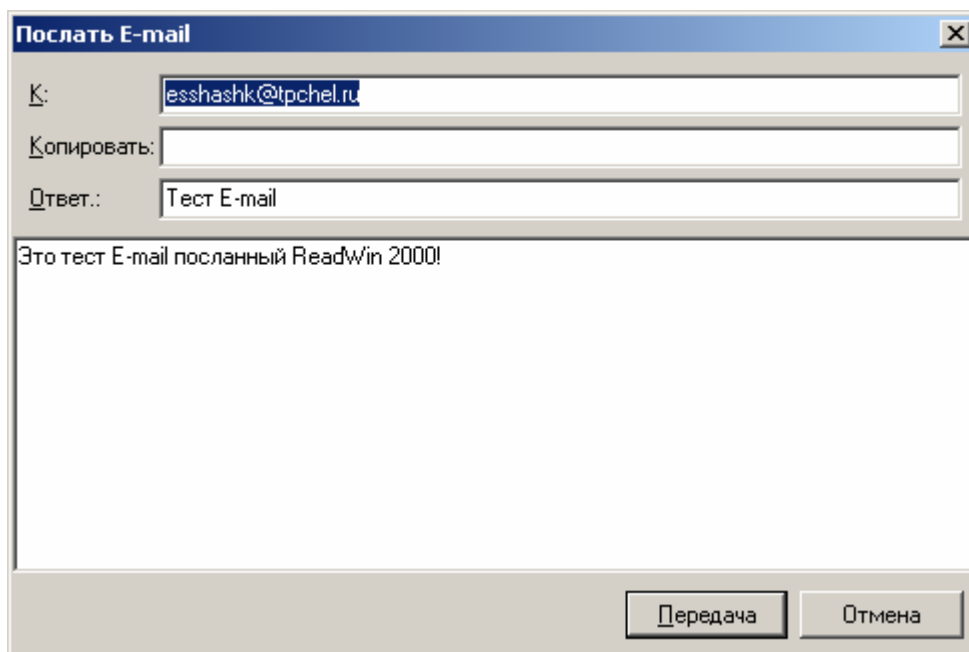 Послать E-mail
К: esshashk@tpchel.ru
Копировать:
Ответ.: Тест E-mail
Это тест E-mail посланный ReadWin 2000!
Передача Отмена